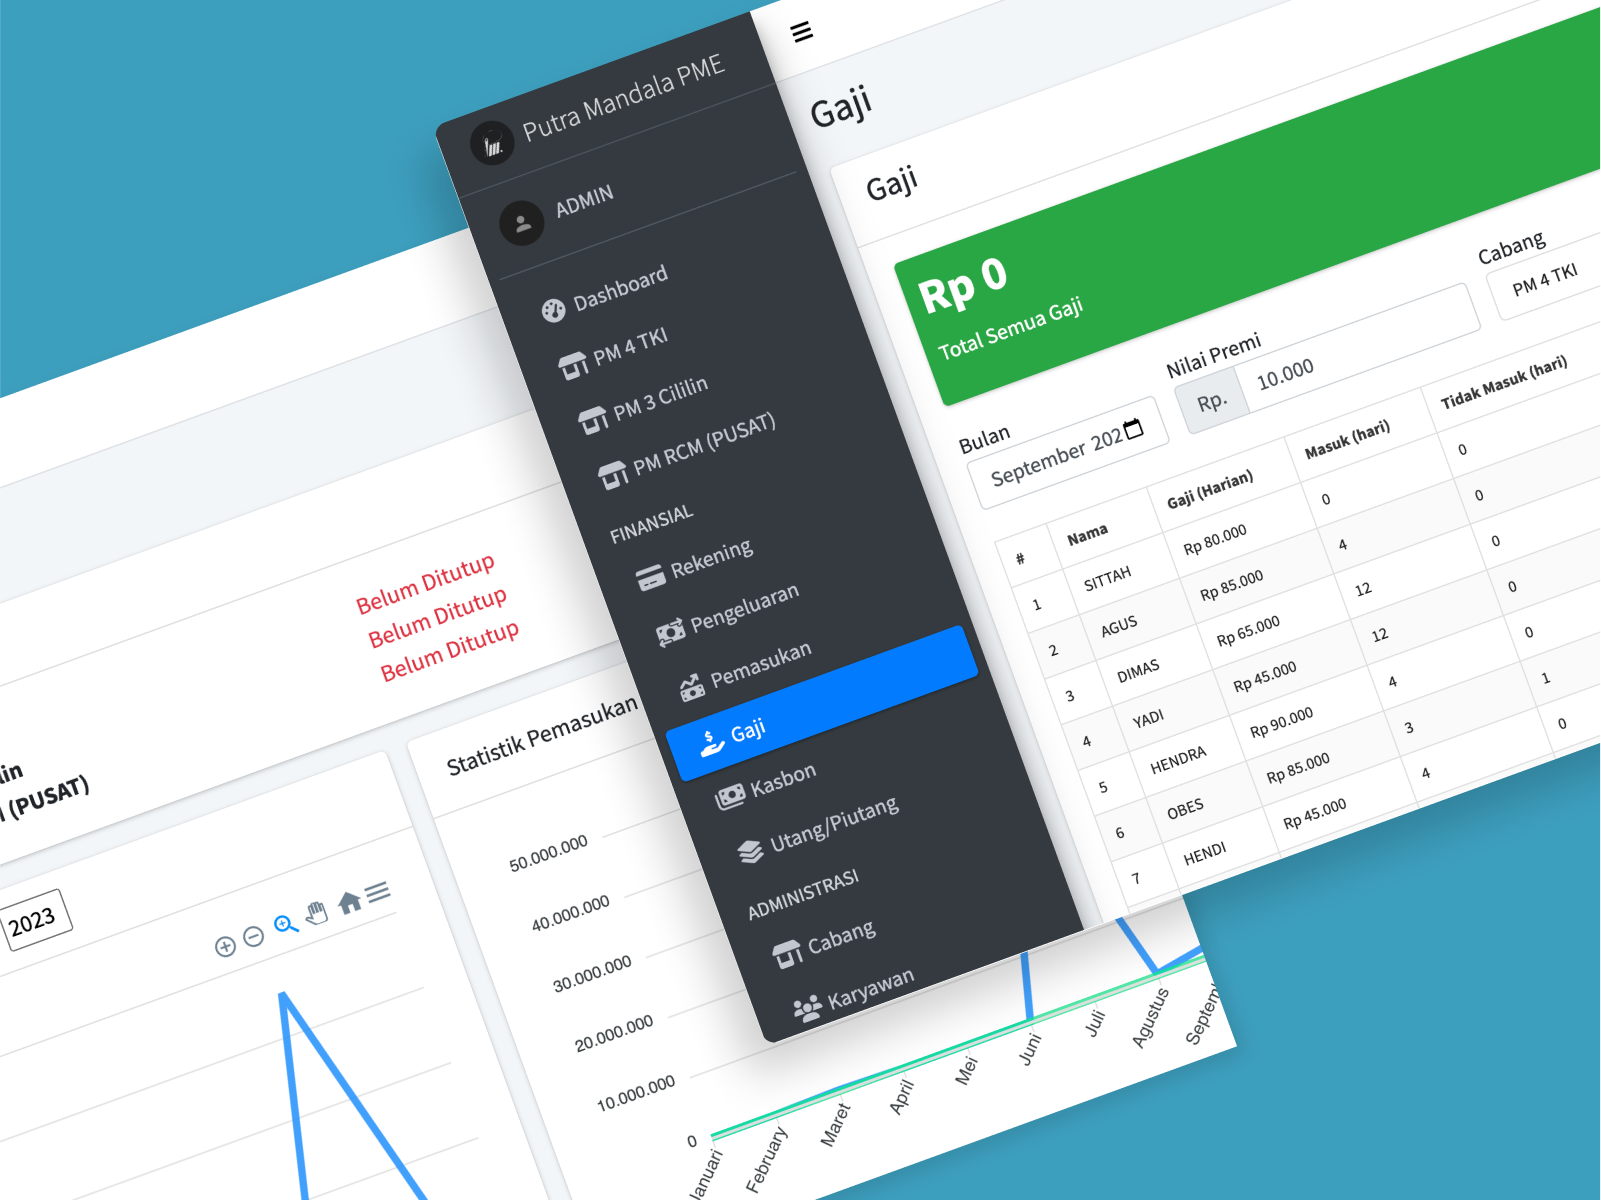 Putra Mandala PME
ADMIN
Dashboard
PM 4 TKI
PM 3 Cililin
PM RCM (PUSAT)
FINANSIAL
Rekening
Pengeluaran
Pemasukan
Gaji
Kasbon
Utang/Piutang
ADMINISTRASI
Cabang
Karyawan
Gaji
Gaji
Rp 0
Total Semua Gaji
Bulan
September 202
Nilai Premi
Rp. 10.000
Cabang
PM 4 TKI
# Nama Gaji (Harian) Masuk (hari) Tidak Masuk (hari)
1 SITTAH Rp 80.000 0 0
2 AGUS Rp 85.000 4 0
3 DIMAS Rp 65.000 12 0
4 YADI Rp 45.000 12 0
5 HENDRA Rp 90.000 4 0
6 OBES Rp 85.000 3 1
7 HENDI Rp 45.000 4 0
Belum Ditutup
Belum Ditutup
Belum Ditutup
lin
(PUSAT)
2023
Statistik Pemasukan
50.000.000
40.000.000
30.000.000
20.000.000
10.000.000
0
Januari
February
Maret
April
Mei
Juni
Juli
Agustus
Septem